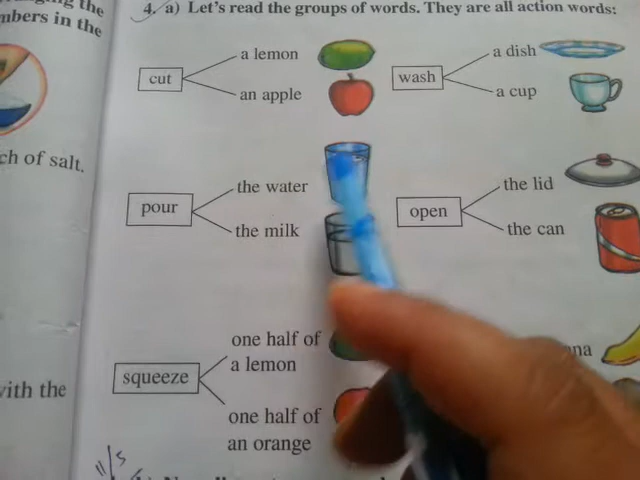 4. a) Let's read the groups of words. They are all action words:
cut
a lemon
an apple
wash
a dish
a cup
pour
the water
the milk
open
the lid
the can
squeeze
one half of
a lemon
one half of
an orange
the
mbers in the
ch of salt.
with the